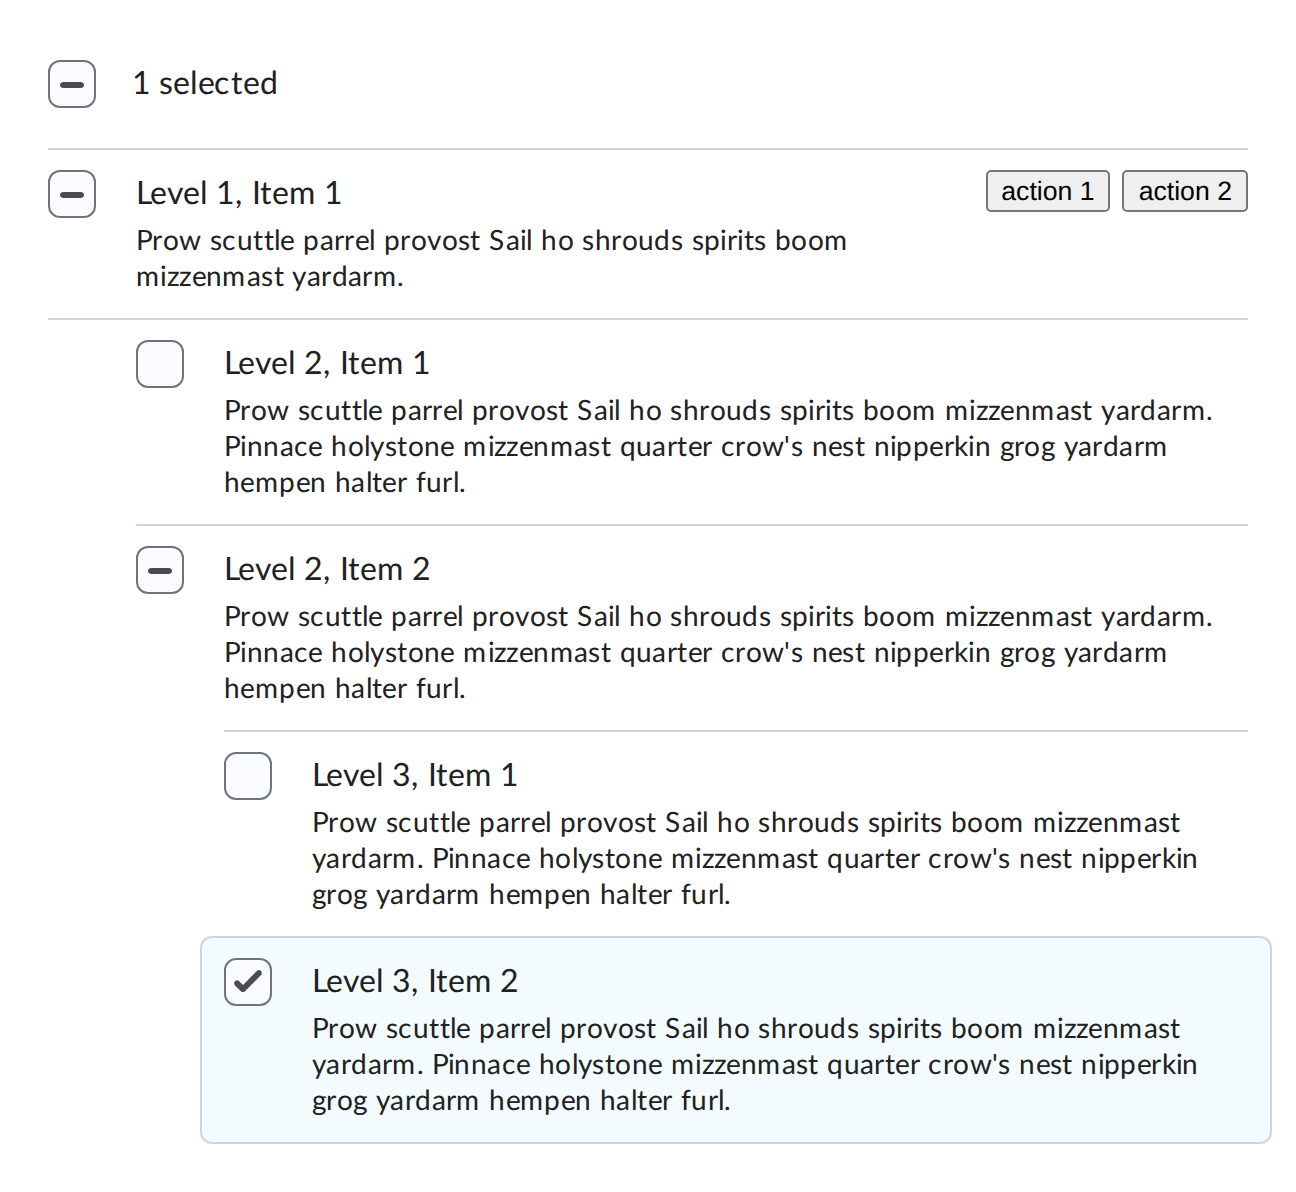 1 selected
Level 1, Item 1
action 1
action 2
Prow scuttle parrel provost Sail ho shrouds spirits boom
mizzenmast yardarm.
Level 2, Item 1
Prow scuttle parrel provost Sail ho shrouds spirits boom mizzenmast yardarm.
Pinnace holystone mizzenmast quarter crow's nest nipperkin grog yardarm
hempen halter furl.
Level 2, Item 2
Prow scuttle parrel provost Sail ho shrouds spirits boom mizzenmast yardarm.
Pinnace holystone mizzenmast quarter crow's nest nipperkin grog yardarm
hempen halter furl.
Level 3, Item 1
Prow scuttle parrel provost Sail ho shrouds spirits boom mizzenmast
yardarm. Pinnace holystone mizzenmast quarter crow's nest nipperkin
grog yardarm hempen halter furl.
Level 3, Item 2
Prow scuttle parrel provost Sail ho shrouds spirits boom mizzenmast
yardarm. Pinnace holystone mizzenmast quarter crow's nest nipperkin
grog yardarm hempen halter furl.